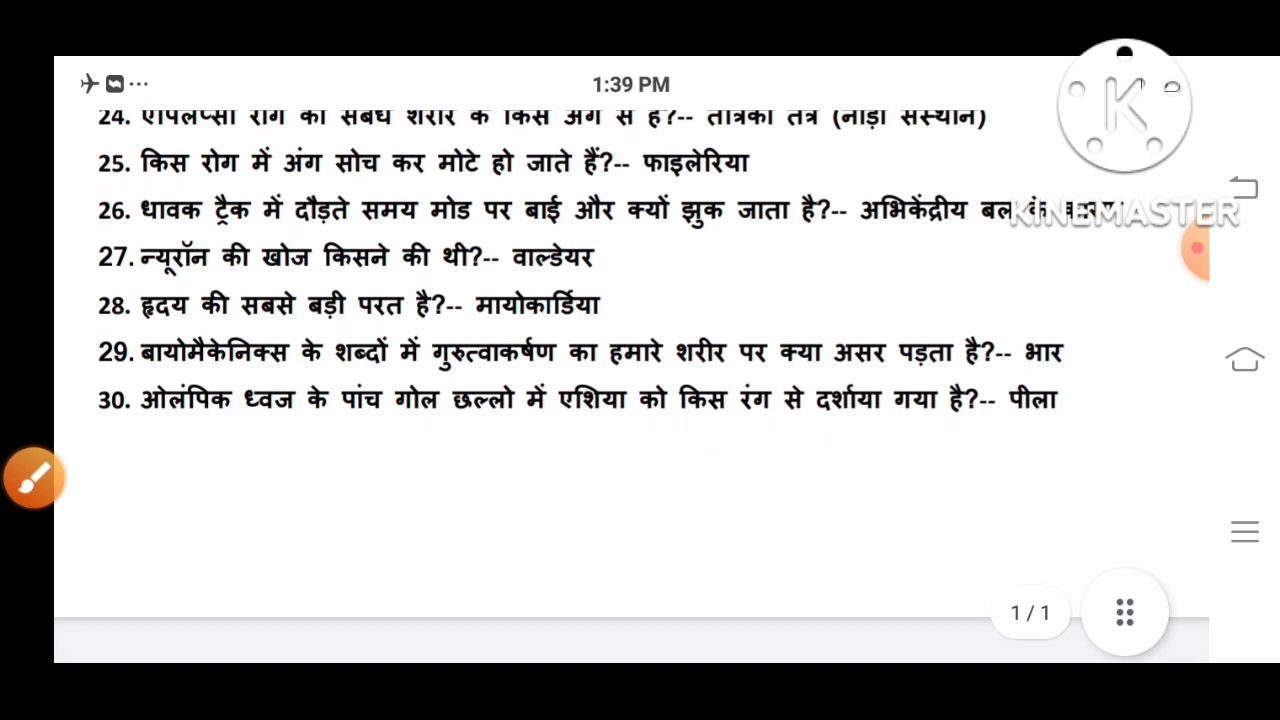 1:39 PM
24. एपिलेप्सी रोग का संबंध शरीर के किस अंग से है?-- तंत्रिका तंत्र (नाड़ी संस्थान)
25. किस रोग में अंग सोच कर मोटे हो जाते हैं?-- फाइलेरिया
26. धावक ट्रैक में दौड़ते समय मोड पर बाई और क्यों झुक जाता है?-- अभिकेंद्रीय बल के कारण
KINEMASTER
27. न्यूरॉन की खोज किसने की थी?-- वाल्डेयर
28. हृदय की सबसे बड़ी परत है?-- मायोकार्डिया
29. बायोमैकेनिक्स के शब्दों में गुरुत्वाकर्षण का हमारे शरीर पर क्या असर पड़ता है?-- भार
30. ओलंपिक ध्वज के पांच गोल छल्लो में एशिया को किस रंग से दर्शाया गया है?-- पीला
1 / 1